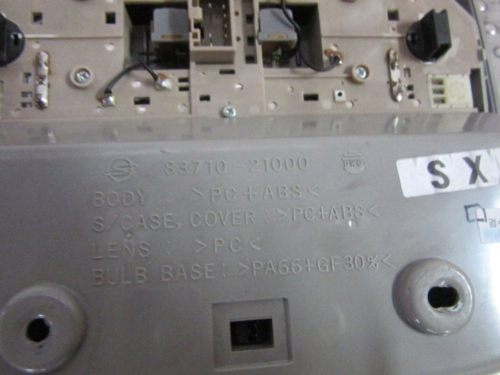 83710-21000
SX
BODY : >PC+ABS<
S/CASE, COVER : >PC+ABS<
LENS : >PC<
BULB BASE: >PA66+GF30%<